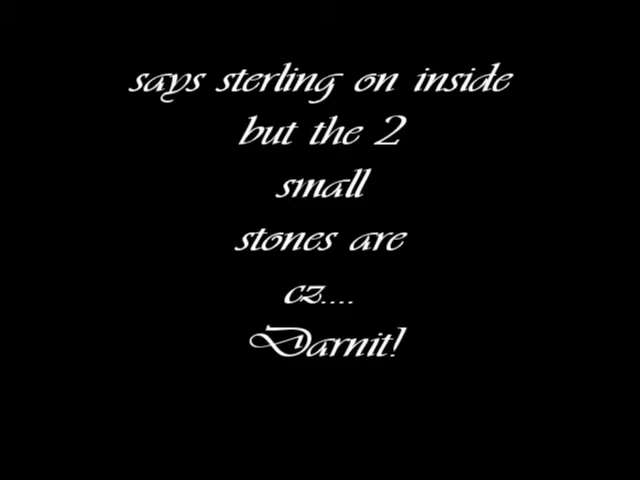 says sterling on inside
but the 2
small
stones are
cz....
Darnit!